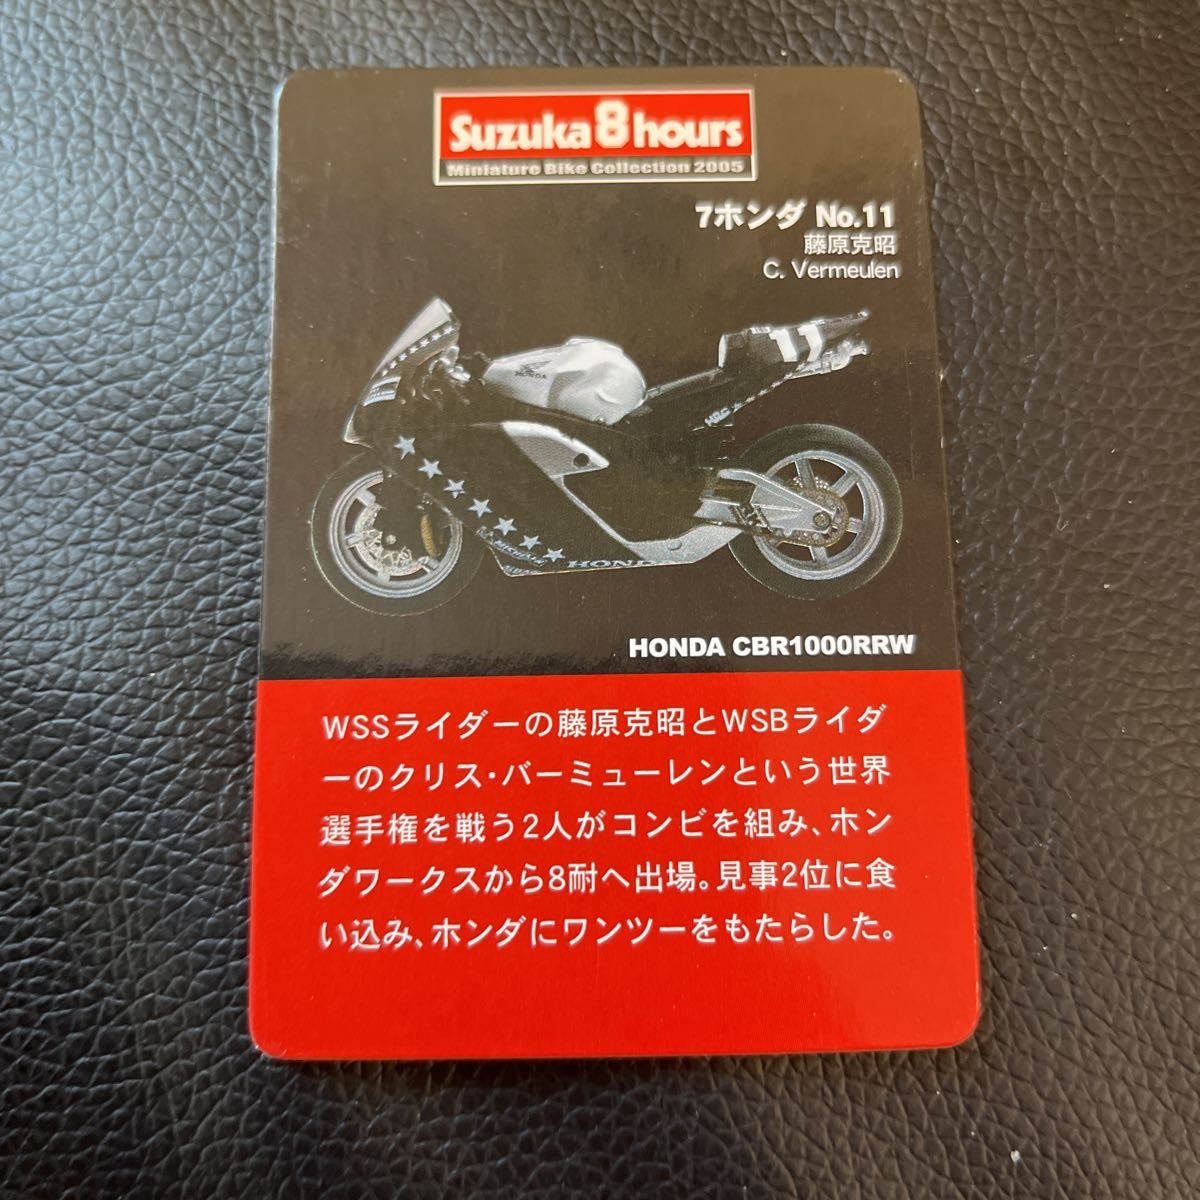 Suzuka 8 hours
Miniature Bike Collection 2005
7ホンダ No.11
藤原克昭
C. Vermeulen
11
HONDA
HRC
HONDA
HONDA CBR1000RRW
WSSライダーの藤原克昭とWSBライダ
ーのクリス・バーミューレンという世界
選手権を戦う2人がコンビを組み、ホン
ダワークスから8耐へ出場。見事2位に食
い込み、ホンダにワンツーをもたらした。